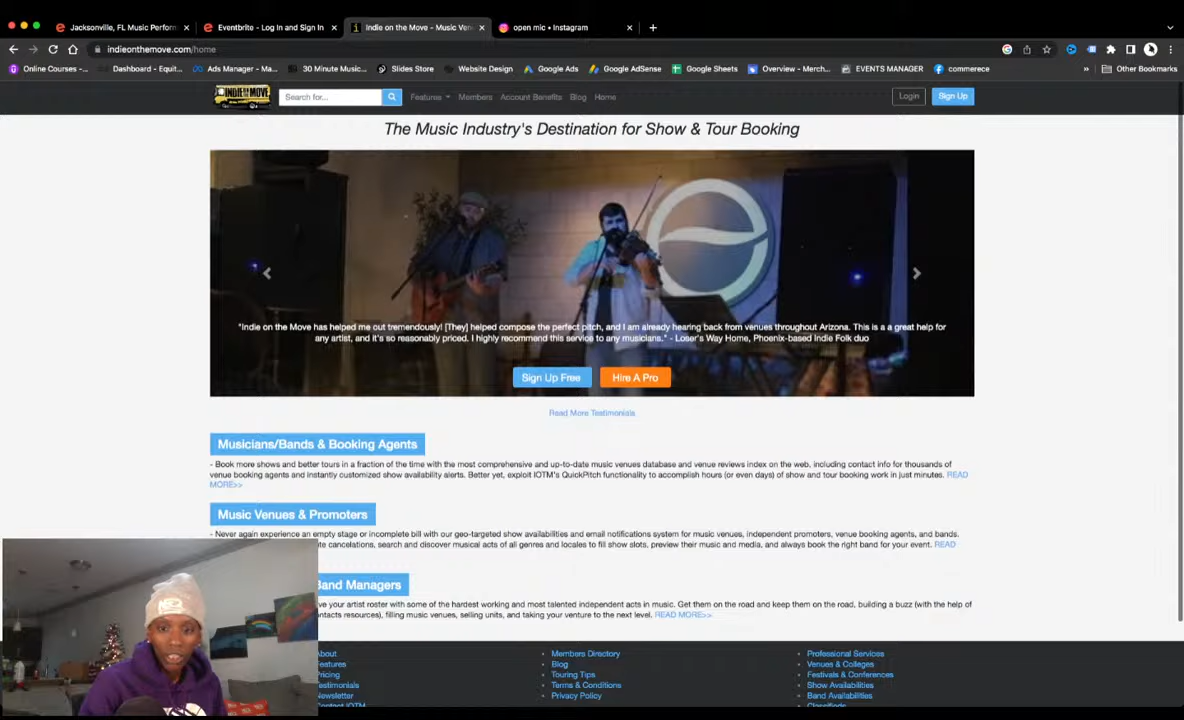 Jacksonville, FL Music Perform
Eventbrite - Log In and Sign In
Indie on the Move - Music Ven
open mic • Instagram
indieonthemove.com/home
Online Courses -...
Dashboard - Equit...
Ads Manager - Ma...
30 Minute Music...
Slides Store
Website Design
Google Ads
Google AdSense
Google Sheets
Overview - Merch...
EVENTS MANAGER
commerece
»
Other Bookmarks
INDIE ON THE MOVE
Search for...
Features
Members
Account Benefits
Blog
Home
Login
Sign Up
The Music Industry's Destination for Show & Tour Booking
"Indie on the Move has helped me out tremendously! [They] helped compose the perfect pitch, and I am already hearing back from venues throughout Arizona. This is a a great help for
any artist, and it's so reasonably priced. I highly recommend this service to any musicians." - Loser's Way Home, Phoenix-based Indie Folk duo
Sign Up Free
Hire A Pro
Read More Testimonials
Musicians/Bands & Booking Agents
- Book more shows and better tours in a fraction of the time with the most comprehensive and up-to-date music venues database and venue reviews index on the web, including contact info for thousands of
venue booking agents and instantly customized show availability alerts. Better yet, exploit IOTM's QuickPitch functionality to accomplish hours (or even days) of show and tour booking work in just minutes. READ
MORE>>
Music Venues & Promoters
- Never again experience an empty stage or incomplete bill with our geo-targeted show availabilities and email notifications system for music venues, independent promoters, venue booking agents, and bands.
te cancelations, search and discover musical acts of all genres and locales to fill show slots, preview their music and media, and always book the right band for your event. READ
Band Managers
ve your artist roster with some of the hardest working and most talented independent acts in music. Get them on the road and keep them on the road, building a buzz (with the help of
ontacts resources), filling music venues, selling units, and taking your venture to the next level. READ MORE>>
About
Features
Pricing
Testimonials
Newsletter
Contact IOTM
Members Directory
Blog
Touring Tips
Terms & Conditions
Privacy Policy
Professional Services
Venues & Colleges
Festivals & Conferences
Show Availabilities
Band Availabilities
Classifieds